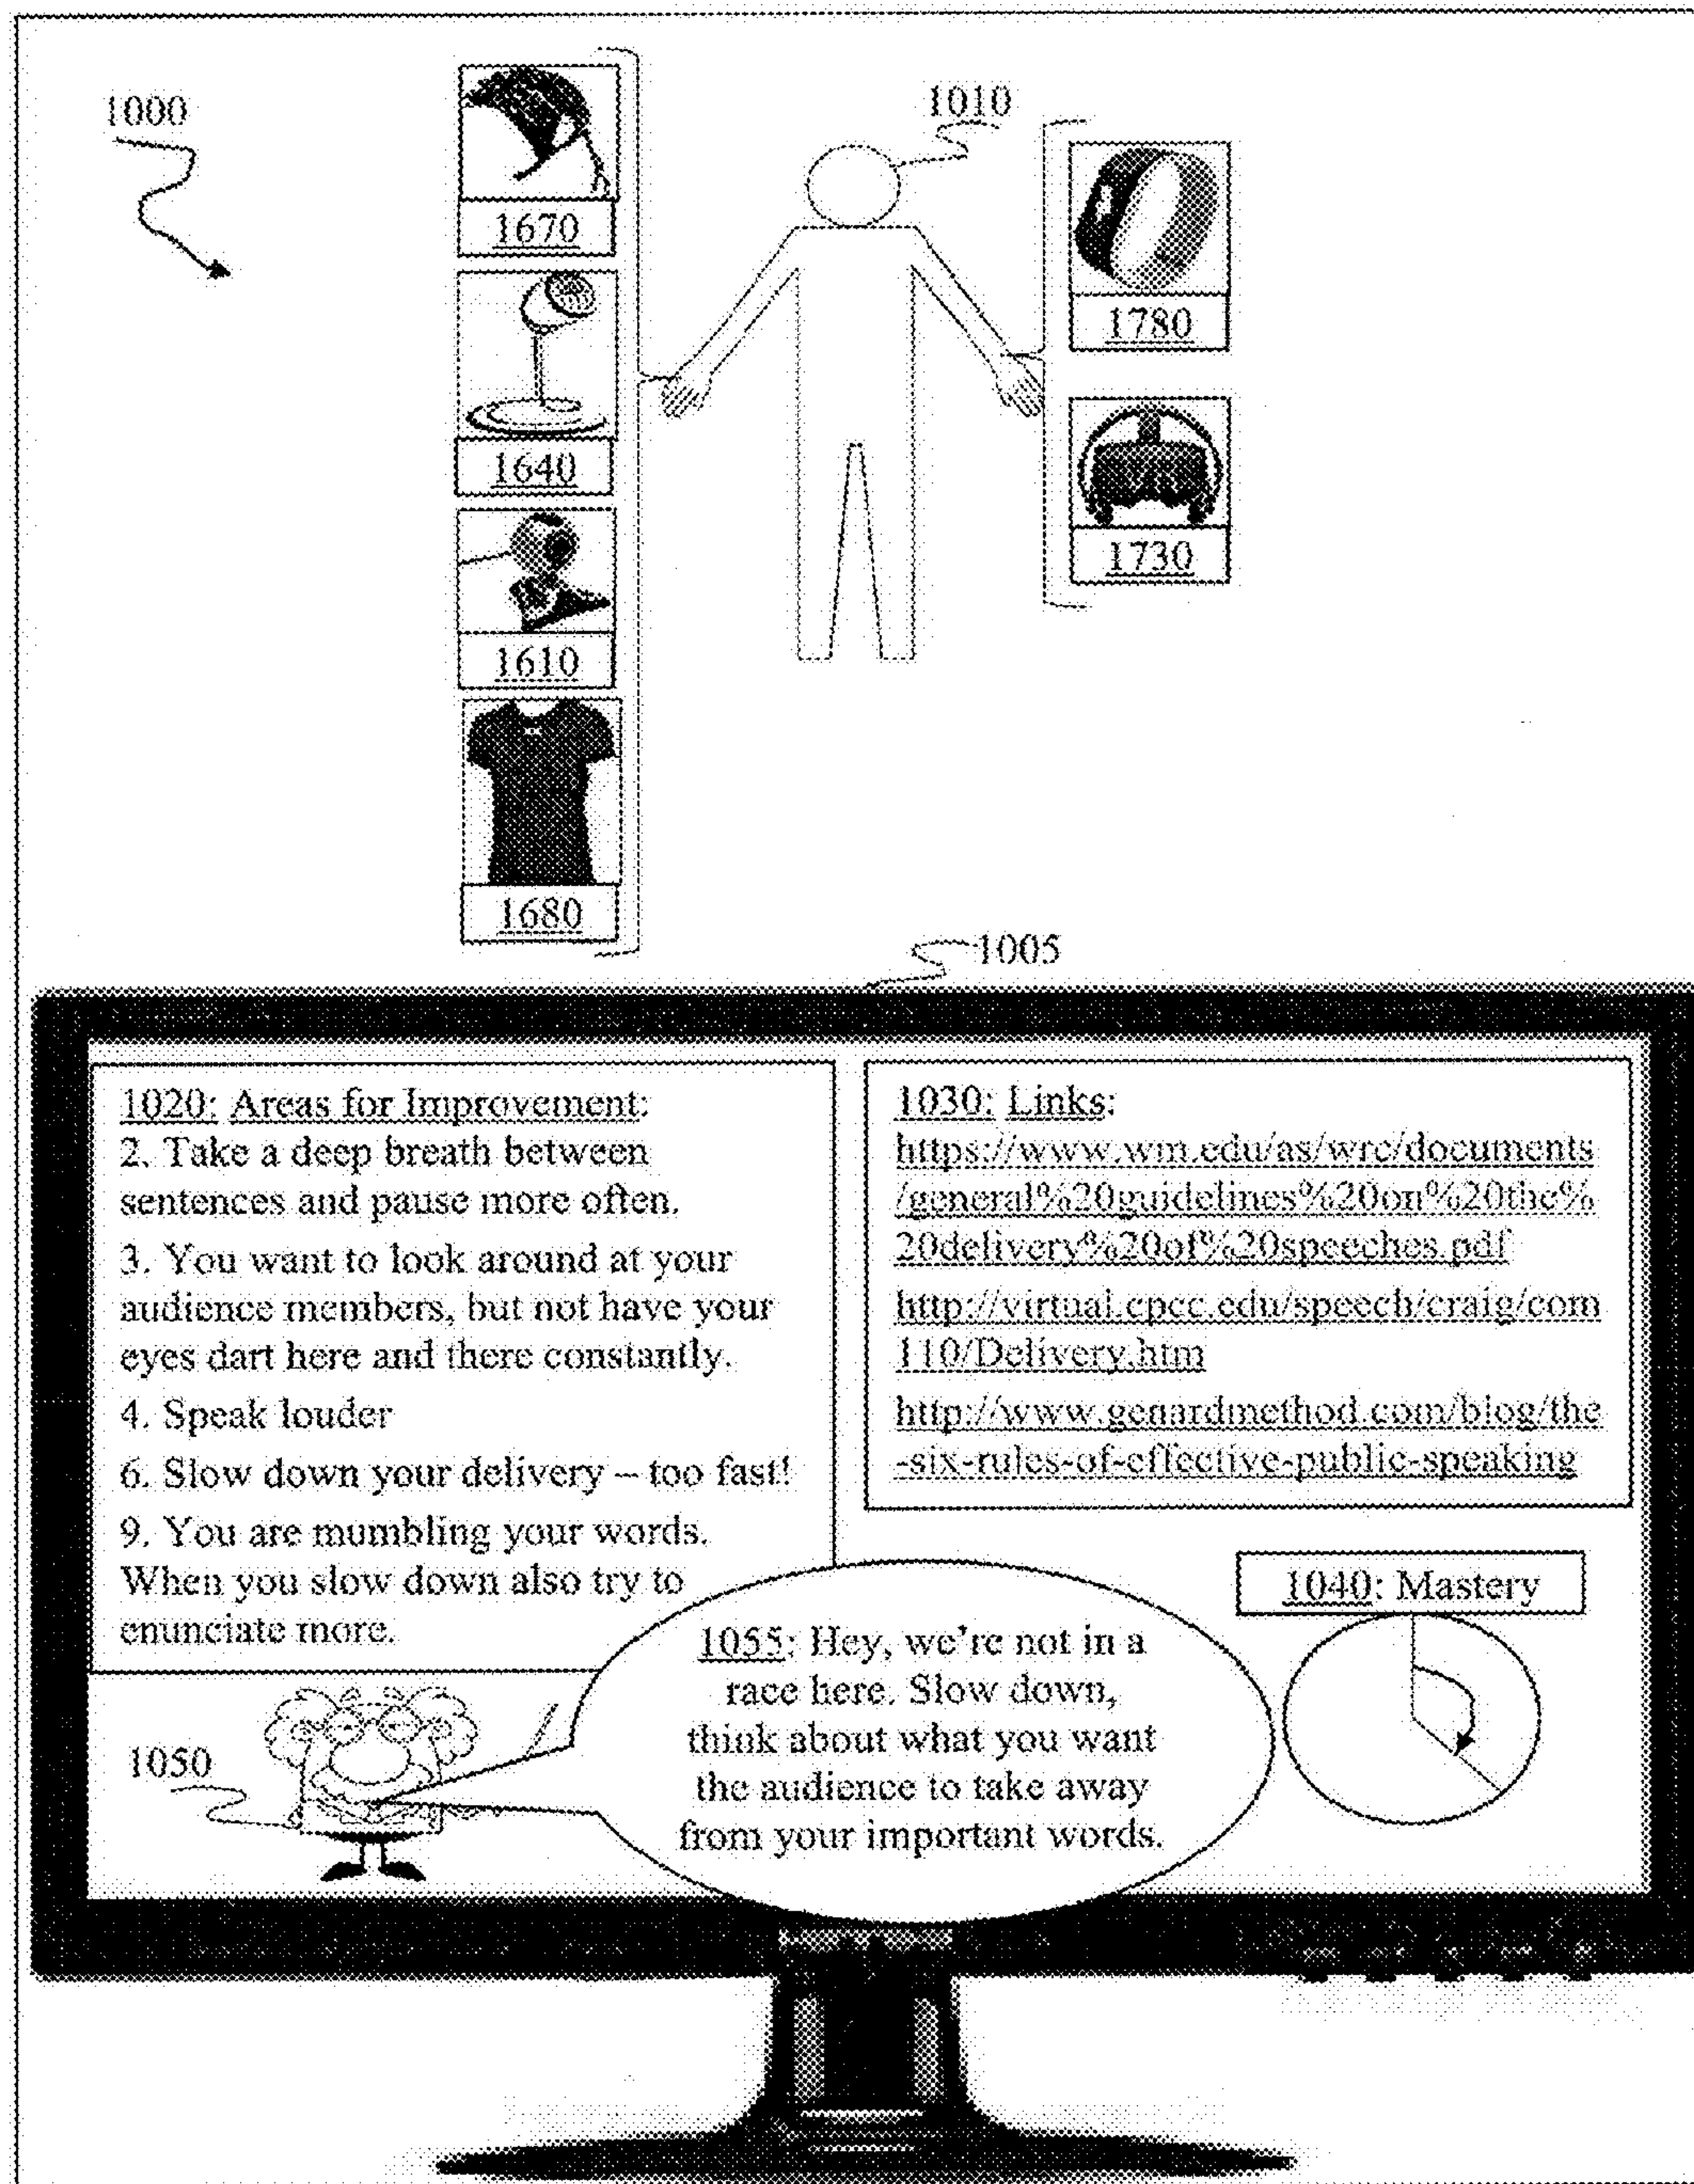 1000
1010
1670
1780
1640
1730
1610
1680
1005
1020: Areas for Improvement:
2. Take a deep breath between
sentences and pause more often.
3. You want to look around at your
audience members, but not have your
eyes dart here and there constantly.
4. Speak louder
6. Slow down your delivery – too fast!
9. You are mumbling your words.
When you slow down also try to
enunciate more.
1030: Links:
https://www.wm.edu/as/wrc/documents
/general%20guidelines%20on%20the%
20delivery%20of%20speeches.pdf
http://virtual.cpcc.edu/speech/craig/com
110/Delivery.htm
http://www.genardmethod.com/blog/the
-six-rules-of-effective-public-speaking
1040: Mastery
1055: Hey, we're not in a
race here. Slow down,
think about what you want
the audience to take away
from your important words.
1050